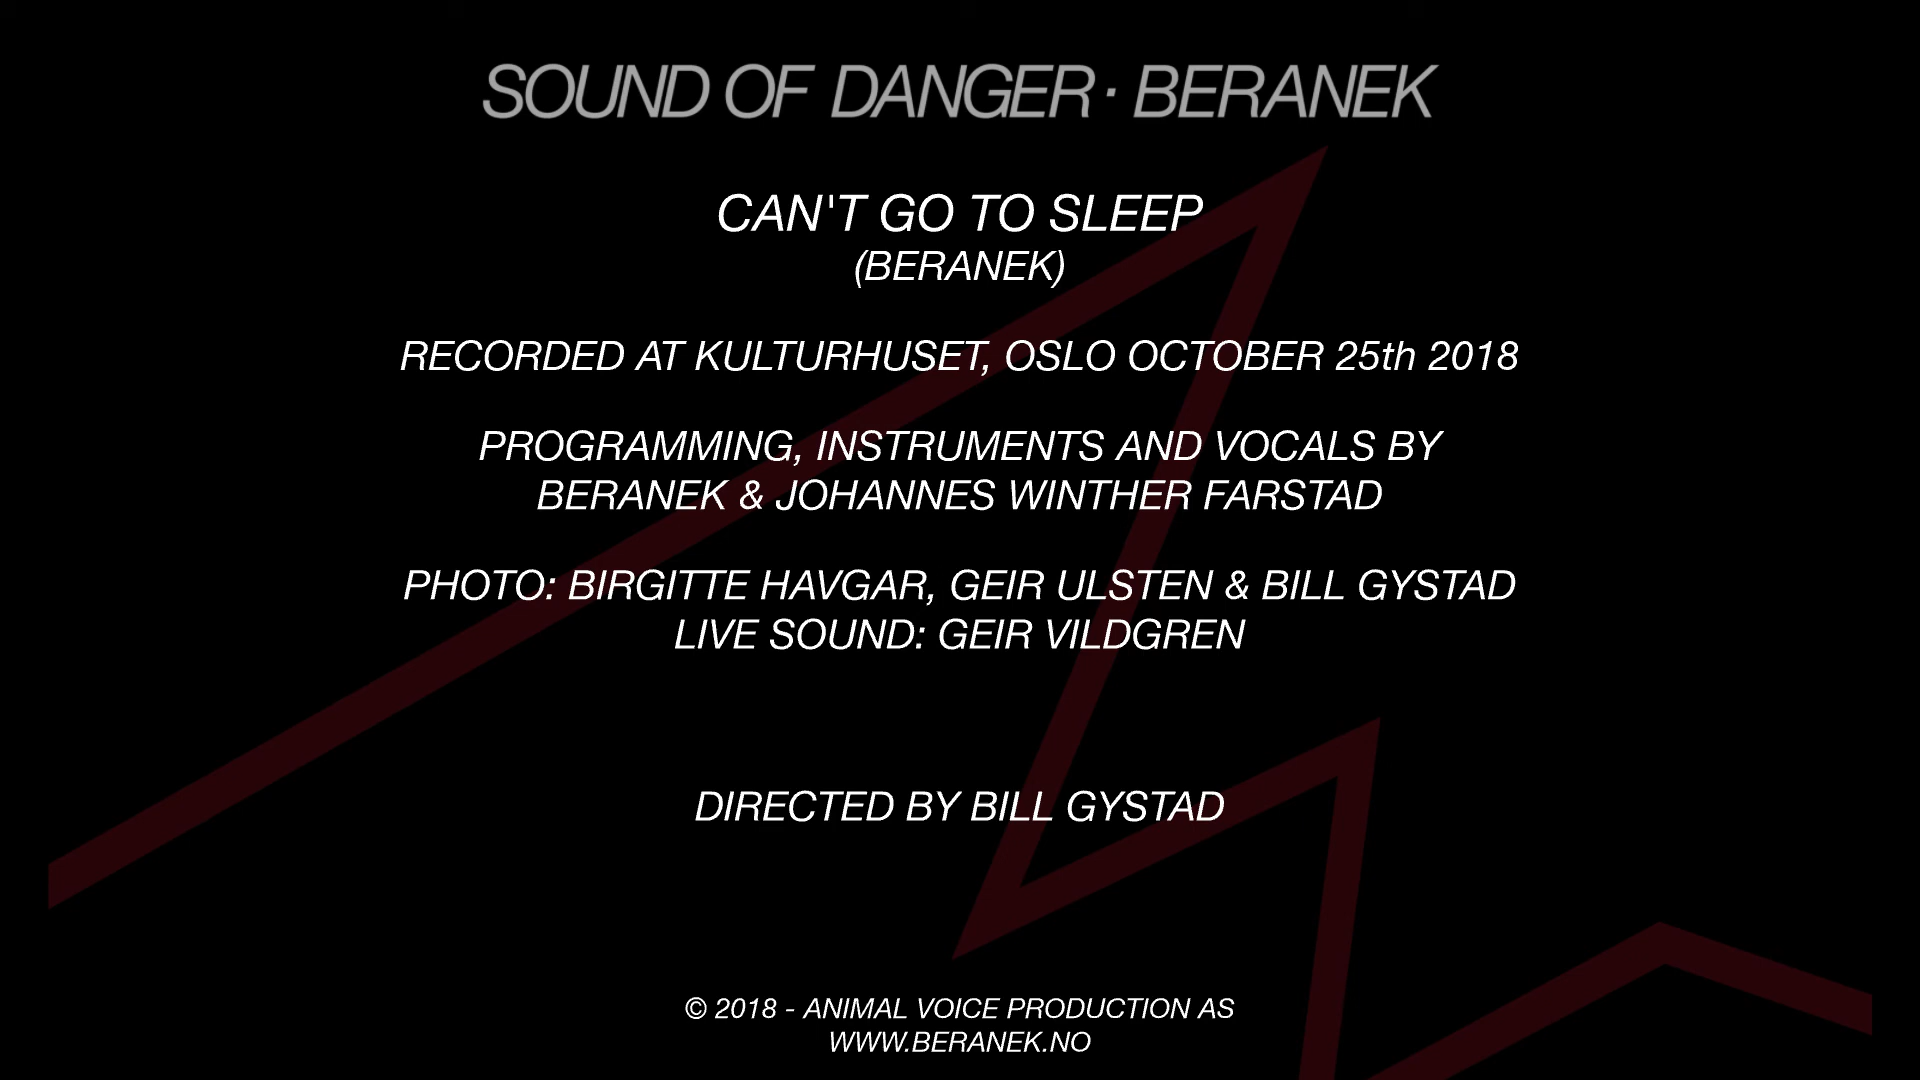 SOUND OF DANGER · BERANEK
CAN'T GO TO SLEEP
(BERANEK)
RECORDED AT KULTURHUSET, OSLO OCTOBER 25th 2018
PROGRAMMING, INSTRUMENTS AND VOCALS BY
BERANEK & JOHANNES WINTHER FARSTAD
PHOTO: BIRGITTE HAVGAR, GEIR ULSTEN & BILL GYSTAD
LIVE SOUND: GEIR VILDGREN
DIRECTED BY BILL GYSTAD
© 2018 - ANIMAL VOICE PRODUCTION AS
WWW.BERANEK.NO